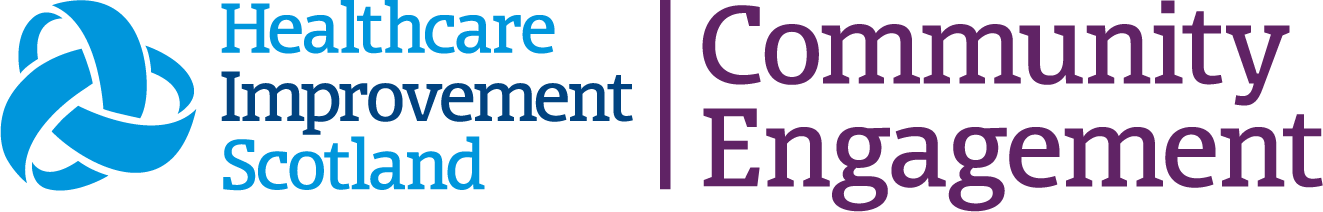 Healthcare
Improvement
Scotland
Community
Engagement